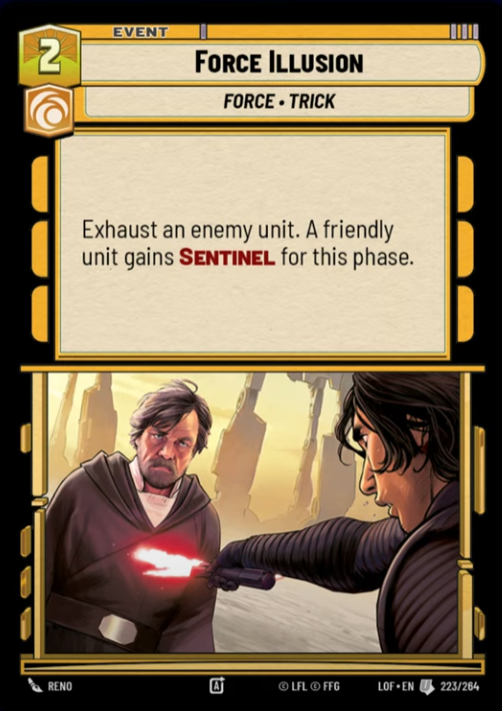 EVENT
2
FORCE ILLUSION
FORCE • TRICK
Exhaust an enemy unit. A friendly
unit gains SENTINEL for this phase.
RENO
A
© LFL © FFG
LOF • EN
223/264